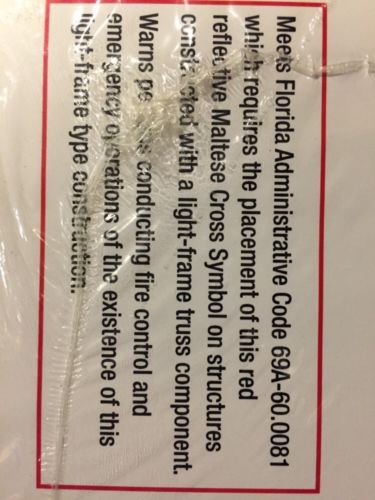 Meets Florida Administrative Code 69A-60.0081
which requires the placement of this red
reflective Maltese Cross Symbol on structures
constructed with a light-frame truss component.
Warns persons conducting fire control and
emergency operations of the existence of this
light-frame type construction.